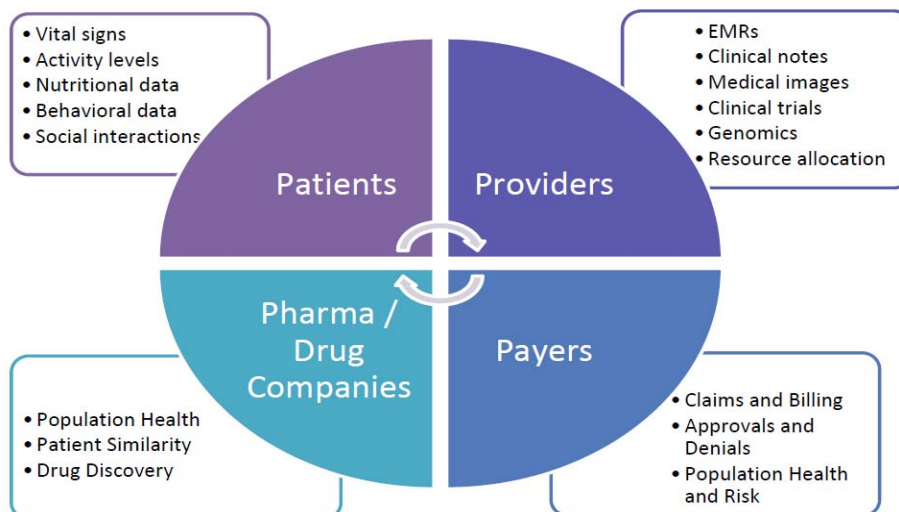 • Vital signs
• Activity levels
• Nutritional data
• Behavioral data
• Social interactions
• EMRs
• Clinical notes
• Medical images
• Clinical trials
• Genomics
• Resource allocation
Patients
Providers
Pharma /
Drug
Companies
Payers
• Population Health
• Patient Similarity
• Drug Discovery
• Claims and Billing
• Approvals and
Denials
• Population Health
and Risk